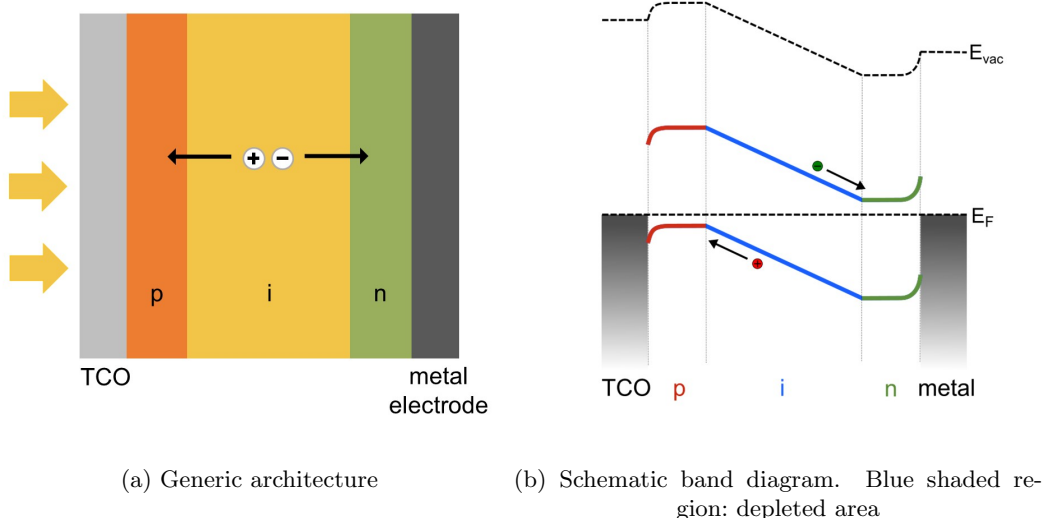 p
i
n
TCO
metal
electrode
E_vac
E_F
TCO
p
i
n
metal
(a) Generic architecture
(b) Schematic band diagram. Blue shaded re-
gion: depleted area